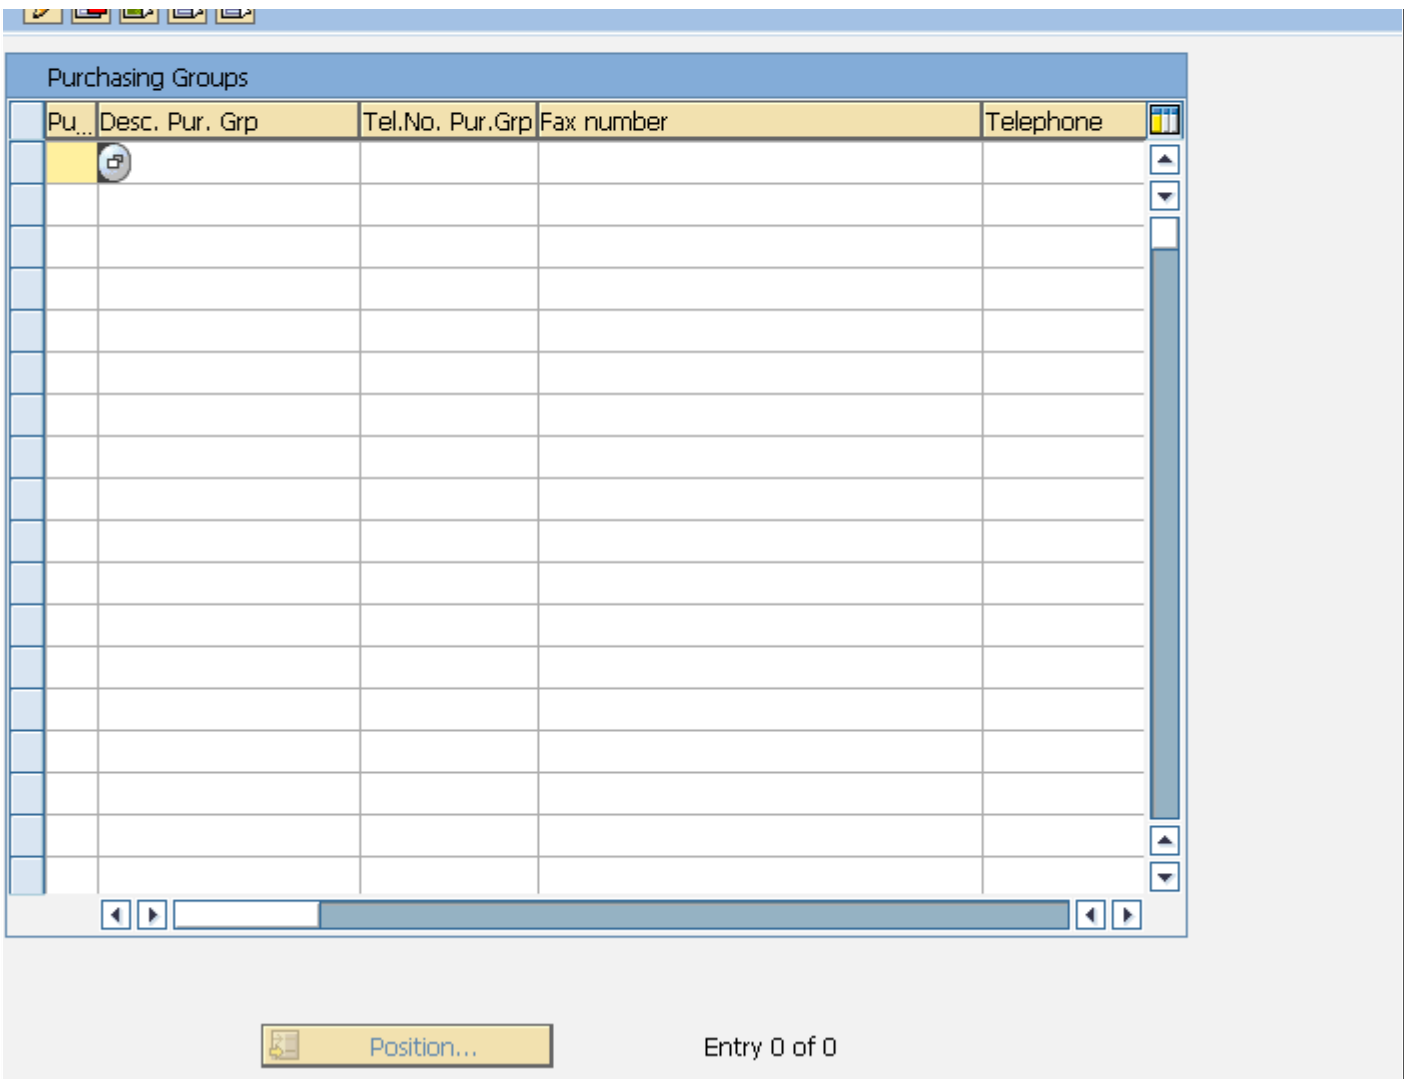 Purchasing Groups
Pu... Desc. Pur. Grp Tel.No. Pur.Grp Fax number Telephone
Position... Entry 0 of 0